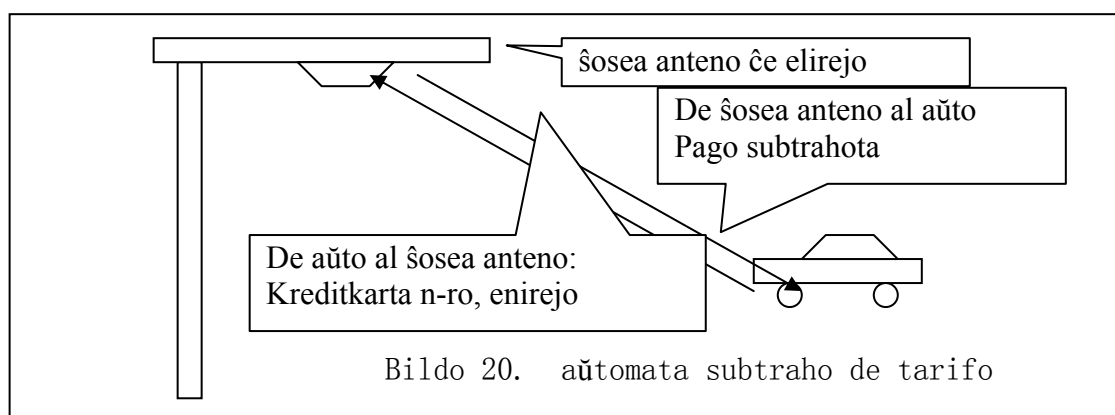 ŝosea anteno ĉe elirejo
De ŝosea anteno al aŭto
Pago subtrahota
De aŭto al ŝosea anteno:
Kreditkarta n-ro, enirejo
Bildo 20. aŭtomata subtraho de tarifo